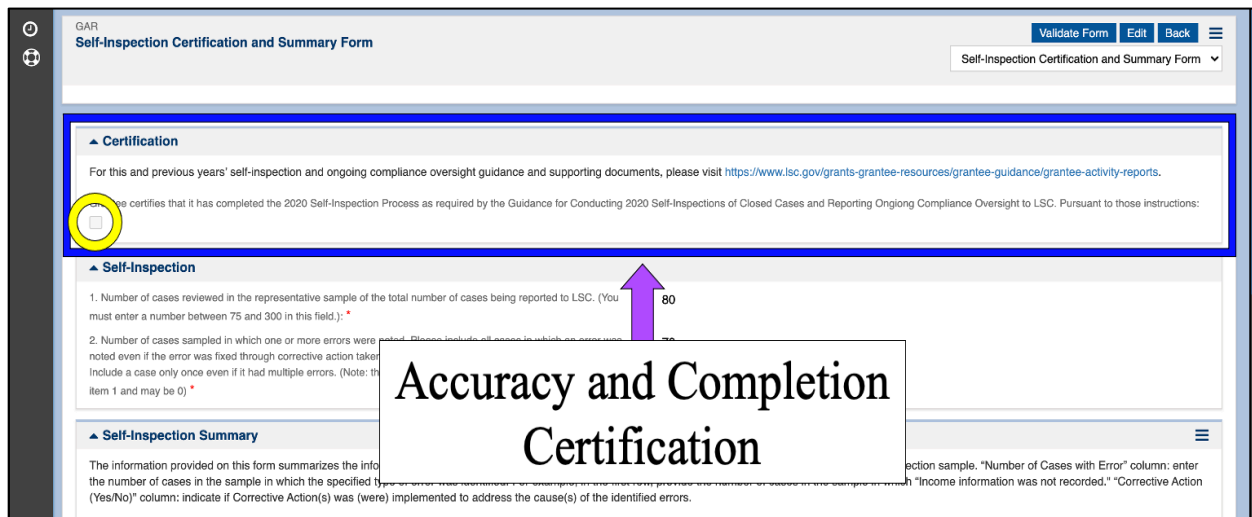 GAR
Self-Inspection Certification and Summary Form
Validate Form Edit Back
Self-Inspection Certification and Summary Form
Certification
For this and previous years' self-inspection and ongoing compliance oversight guidance and supporting documents, please visit https://www.lsc.gov/grants-grantee-resources/grantee-guidance/grantee-activity-reports.
Grantee certifies that it has completed the 2020 Self-Inspection Process as required by the Guidance for Conducting 2020 Self-Inspections of Closed Cases and Reporting Ongiong Compliance Oversight to LSC. Pursuant to those instructions:
Self-Inspection
1. Number of cases reviewed in the representative sample of the total number of cases being reported to LSC. (You 80
must enter a number between 75 and 300 in this field.): *
2. Number of cases sampled in which one or more errors were noted. Please include all cases in which an error was
noted even if the error was fixed through corrective action taken
Include a case only once even if it had multiple errors. (Note:
item 1 and may be 0) *
Accuracy and Completion
Certification
Self-Inspection Summary
The information provided on this form summarizes the sample. "Number of Cases with Error" column: enter
the number of cases in the sample in which the specified type of error was identified. For example, in the first row, provide the number of cases in the sample in which "Income information was not recorded." "Corrective Action
(Yes/No)" column: indicate if Corrective Action(s) was (were) implemented to address the cause(s) of the identified errors.